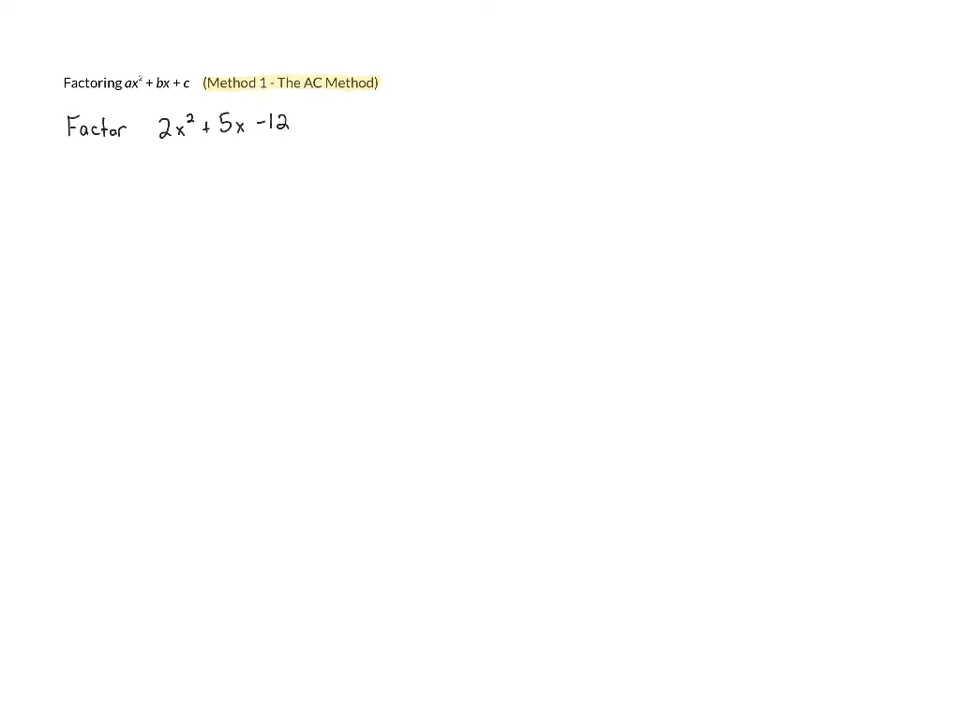 Factoring ax² + bx + c (Method 1 - The AC Method)
Factor 2x² + 5x -12